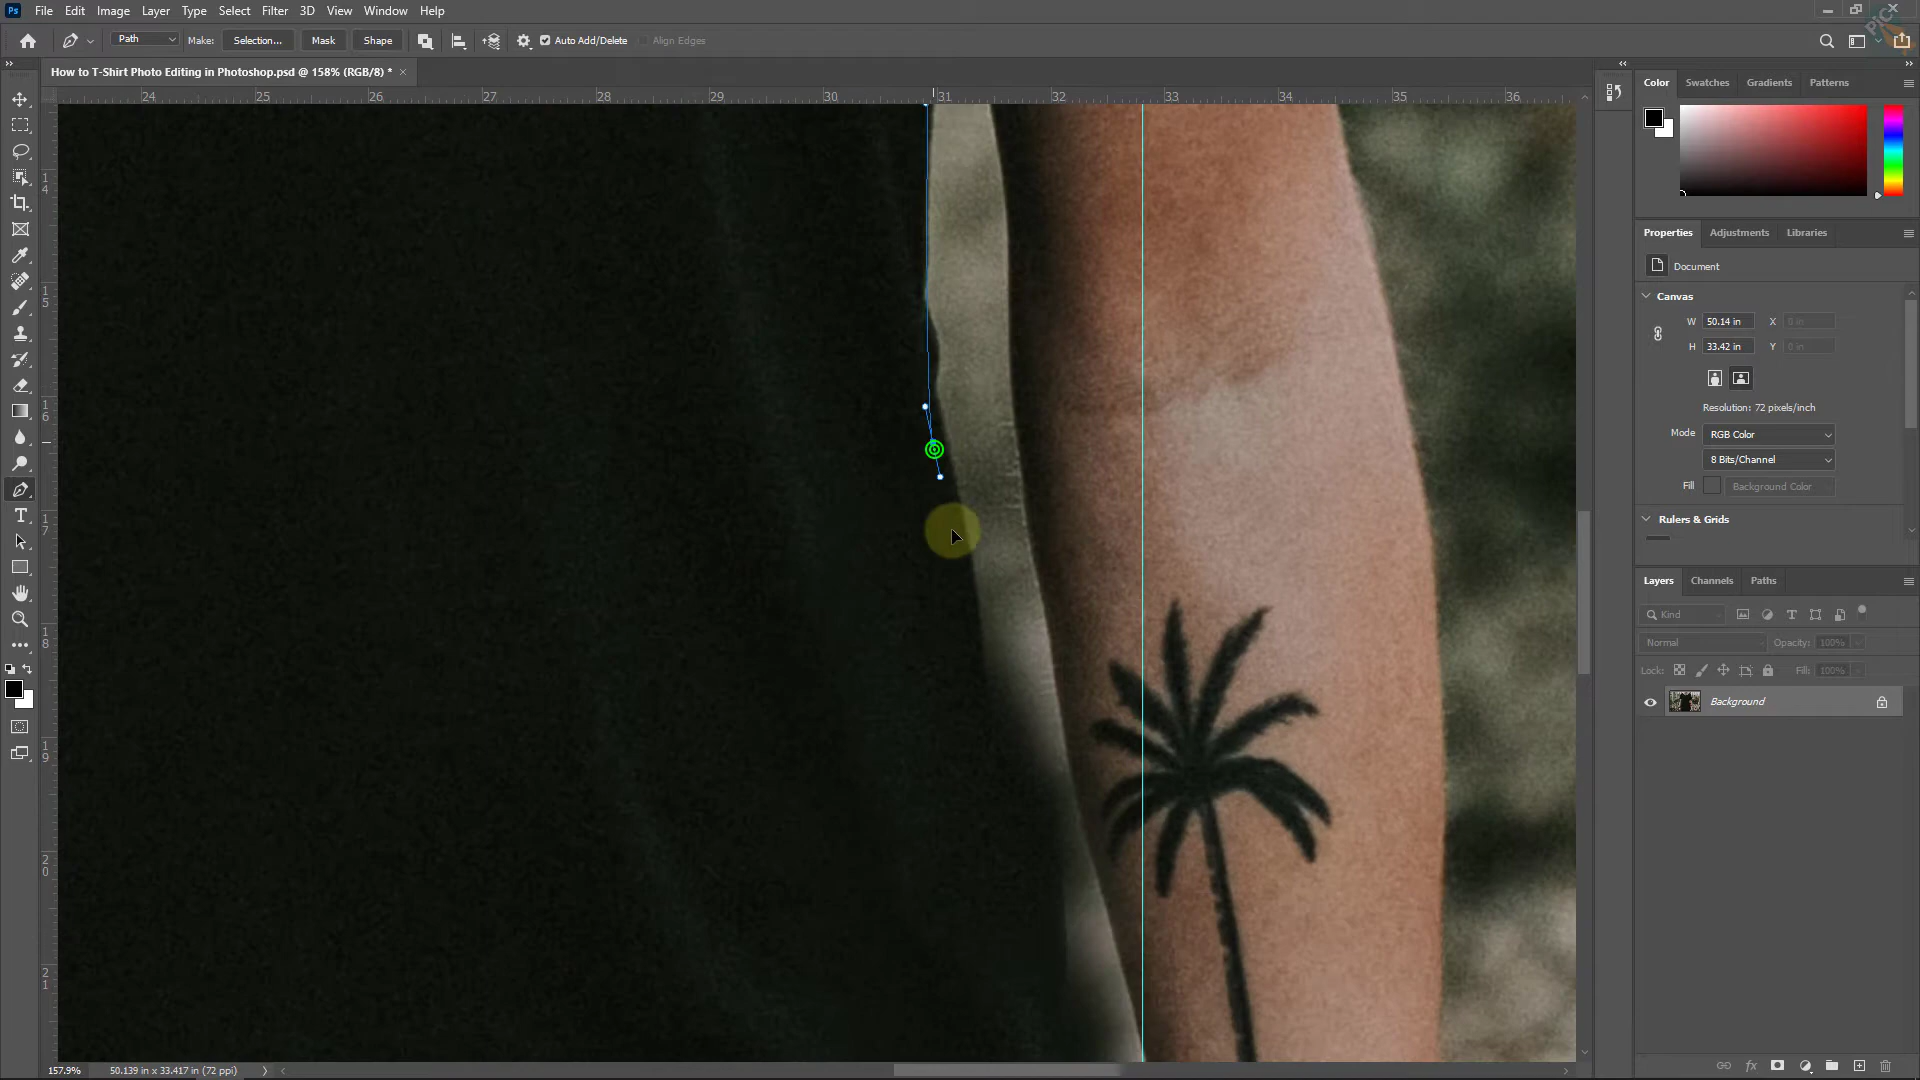 Ps File Edit Image Layer Type Select Filter 3D View Window Help
Path Make: Selection... Mask Shape Auto Add/Delete Align Edges
How to T-Shirt Photo Editing in Photoshop.psd @ 158% (RGB/8) * ×
24 25 26 27 28 29 30 31 32 33 34 35 36
14
15
16
17
18
19
20
21
Color Swatches Gradients Patterns
Properties Adjustments Libraries
Document
Canvas
W 50.14 in X 0 in
H 33.42 in Y 0 in
Resolution: 72 pixels/inch
Mode RGB Color
8 Bits/Channel
Fill Background Color
Rulers & Grids
Layers Channels Paths
Kind
Normal Opacity: 100%
Lock: Fill: 100%
Background
fx
157.9% 50.139 in x 33.417 in (72 ppi)